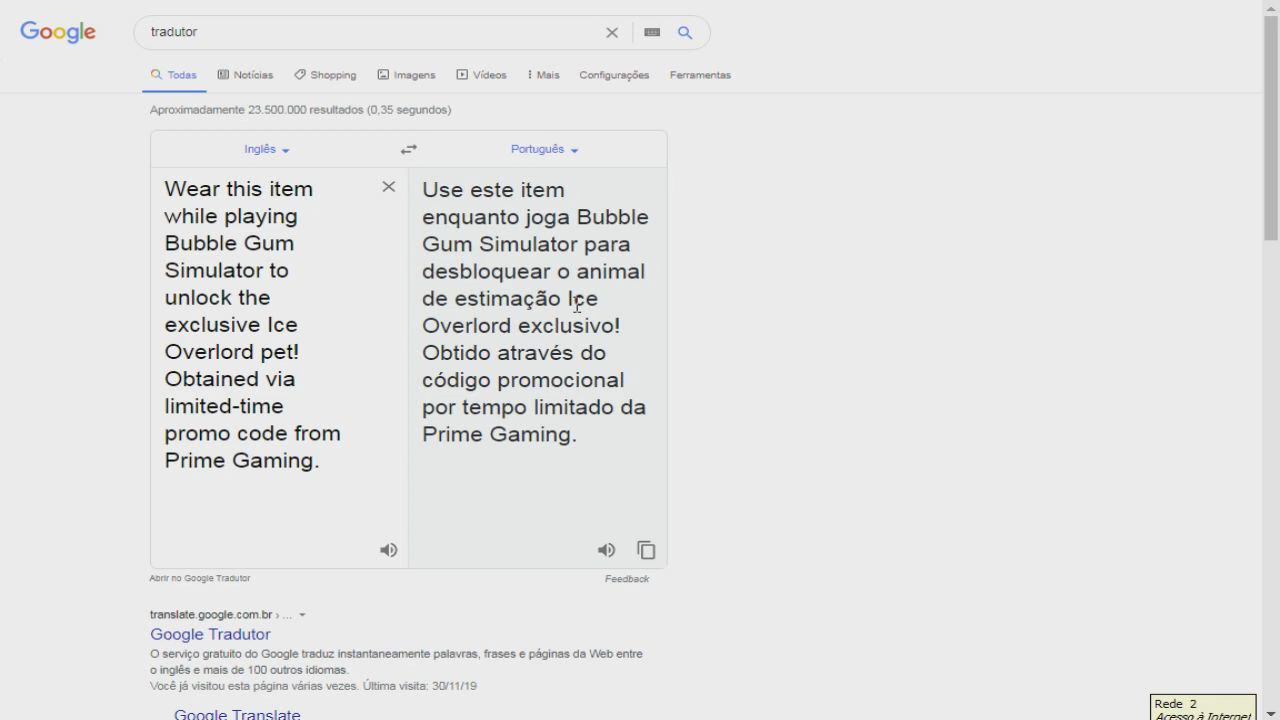 Google
tradutor
Todas Notícias Shopping Imagens Vídeos Mais Configurações Ferramentas
Aproximadamente 23.500.000 resultados (0,35 segundos)
Inglês Português
Wear this item
while playing
Bubble Gum
Simulator to
unlock the
exclusive Ice
Overlord pet!
Obtained via
limited-time
promo code from
Prime Gaming.
Use este item
enquanto joga Bubble
Gum Simulator para
desbloquear o animal
de estimação Ice
Overlord exclusivo!
Obtido através do
código promocional
por tempo limitado da
Prime Gaming.
Abrir no Google Tradutor Feedback
translate.google.com.br › ...
Google Tradutor
O serviço gratuito do Google traduz instantaneamente palavras, frases e páginas da Web entre
o inglês e mais de 100 outros idiomas.
Você já visitou esta página várias vezes. Última visita: 30/11/19
Google Translate
Rede 2
Acesso à Internet